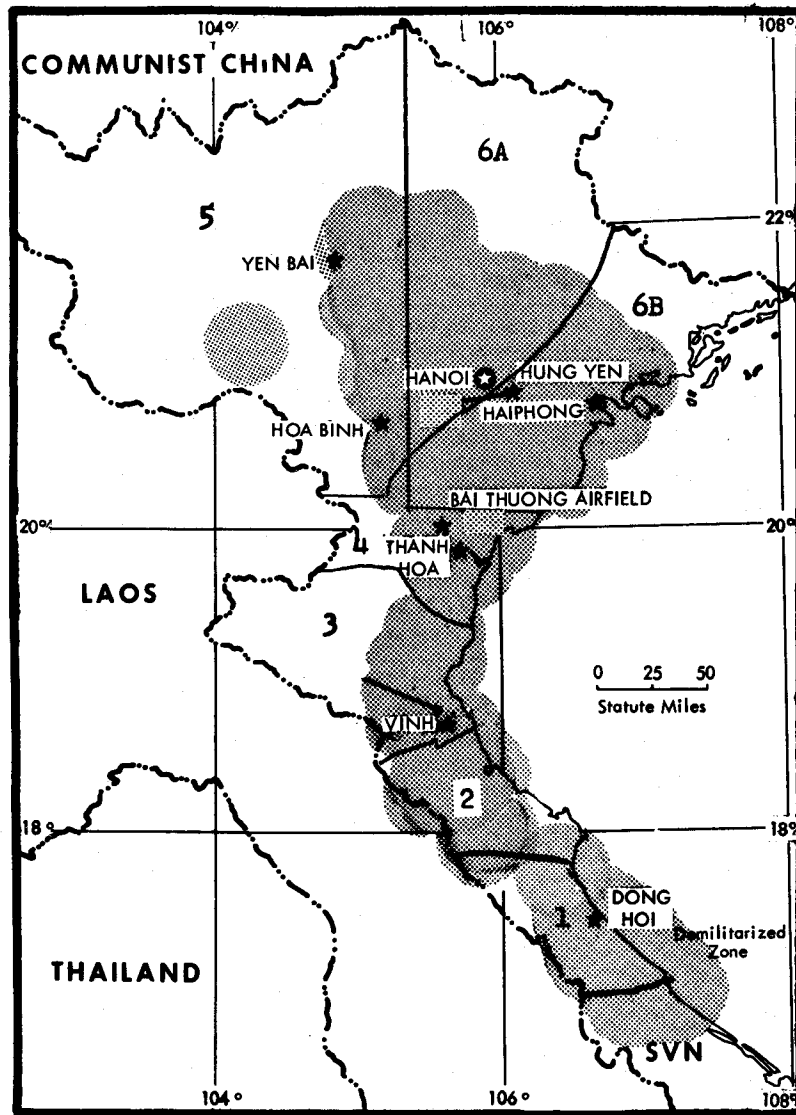 104°
106°
108°
COMMUNIST CHINA
6A
5
22°
YEN BAI
6B
HANOI
HUNG YEN
HAIPHONG
HOA BINH
BAI THUONG AIRFIELD
20°
20°
4
THANH
HOA
LAOS
3
0 25 50
Statute Miles
VINH
2
18°
18°
1
DONG
HOI
Demilitarized
Zone
THAILAND
SVN
104°
106°
108°